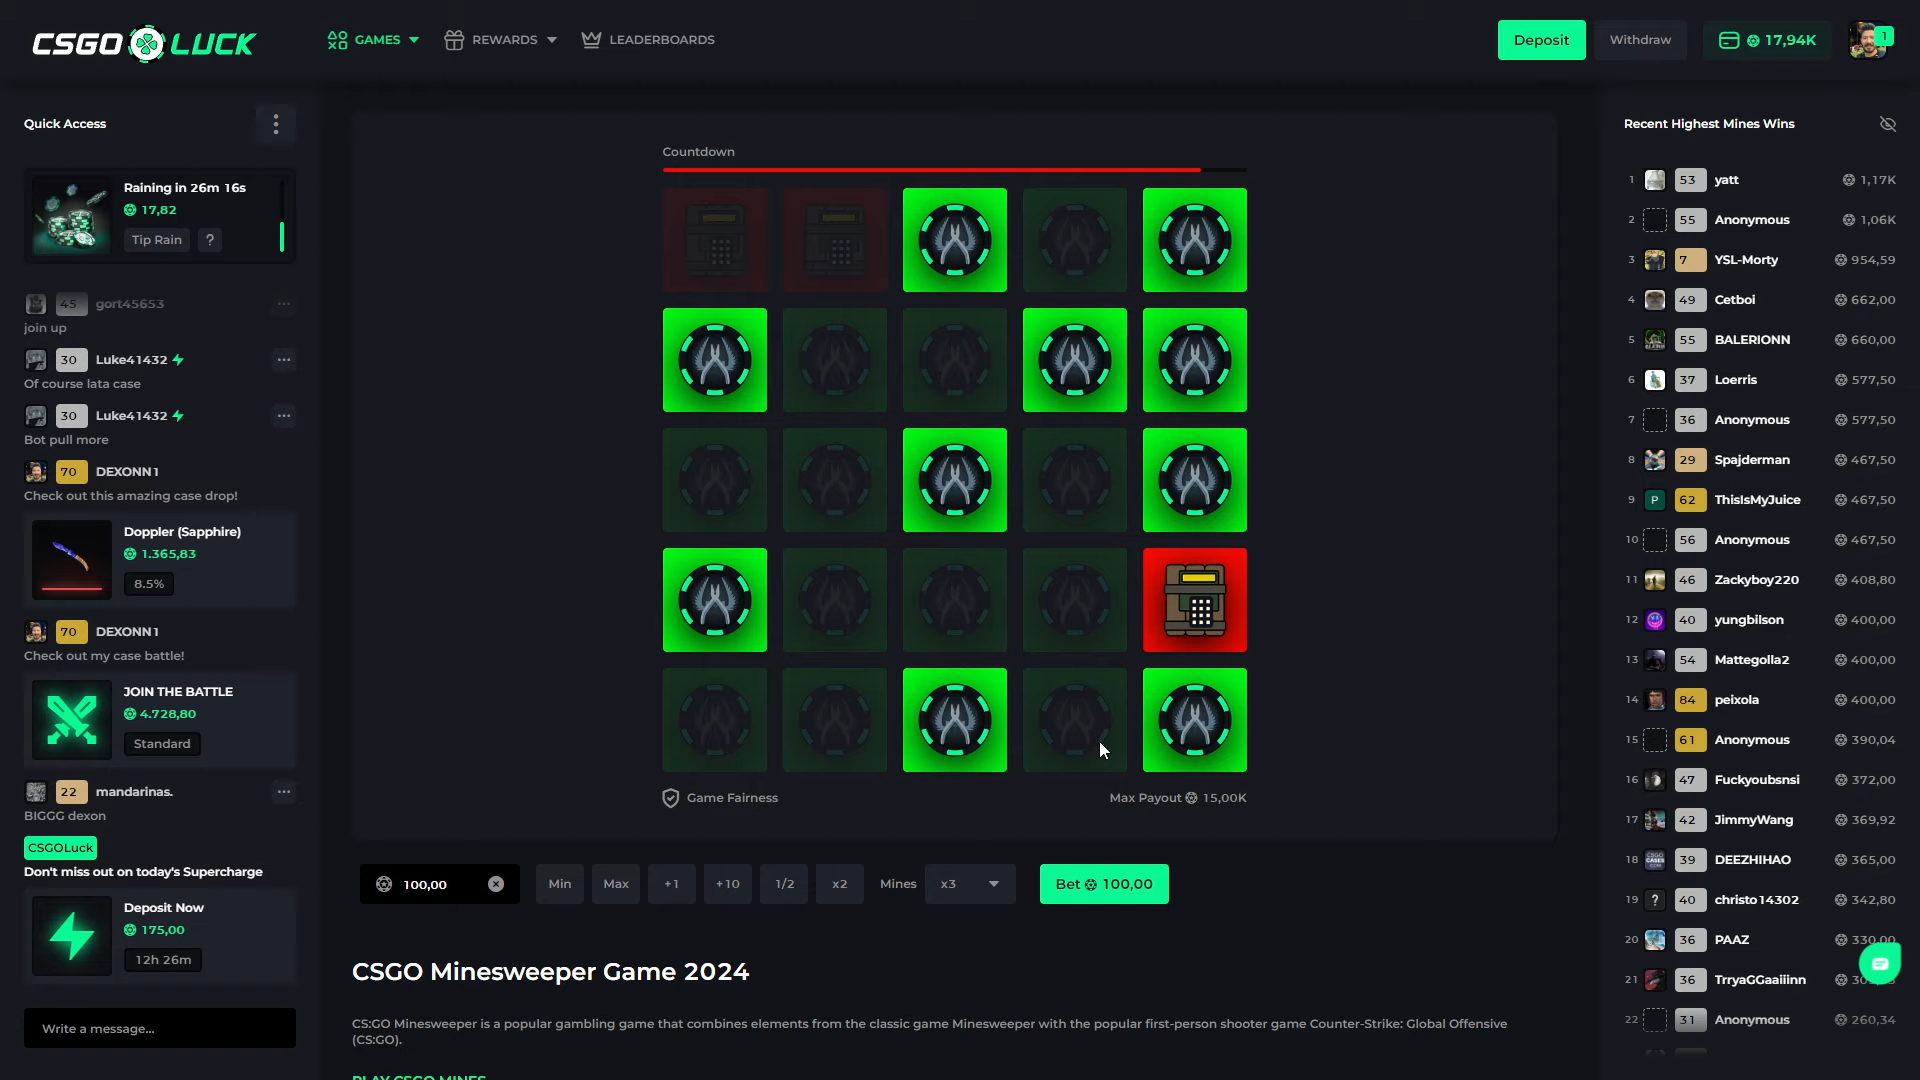 CSGO LUCK
GAMES
REWARDS
LEADERBOARDS
Deposit
Withdraw
17,94K
1
Quick Access
Raining in 26m 16s
17,82
Tip Rain
?
45 gort45653
join up
30 Luke41432
Of course lata case
30 Luke41432
Bot pull more
70 DEXONN1
Check out this amazing case drop!
Doppler (Sapphire)
1.365,83
8.5%
70 DEXONN1
Check out my case battle!
JOIN THE BATTLE
4.728,80
Standard
22 mandarinas.
BIGGG dexon
CSGOLuck
Don't miss out on today's Supercharge
Deposit Now
175,00
12h 26m
Write a message...
Countdown
Game Fairness
Max Payout 15,00K
100,00
Min
Max
+1
+10
1/2
x2
Mines
x3
Bet 100,00
CSGO Minesweeper Game 2024
CS:GO Minesweeper is a popular gambling game that combines elements from the classic game Minesweeper with the popular first-person shooter game Counter-Strike: Global Offensive
(CS:GO).
PLAY CSGO MINES
Recent Highest Mines Wins
1 53 yatt 1,17K
2 55 Anonymous 1,06K
3 7 YSL-Morty 954,59
4 49 Cetboi 662,00
5 55 BALERIONN 660,00
6 37 Loerris 577,50
7 36 Anonymous 577,50
8 29 Spajderman 467,50
9 P 62 ThisIsMyJuice 467,50
10 56 Anonymous 467,50
11 46 Zackyboy220 408,80
12 40 yungbilson 400,00
13 54 Mattegolla2 400,00
14 84 peixola 400,00
15 61 Anonymous 390,04
16 47 Fuckyoubsnsi 372,00
17 42 JimmyWang 369,92
18 39 DEEZHIHAO 365,00
19 ? 40 christo14302 342,80
20 36 PAAZ 330,00
21 36 TrryaGGaaiiinn
22 31 Anonymous 260,34